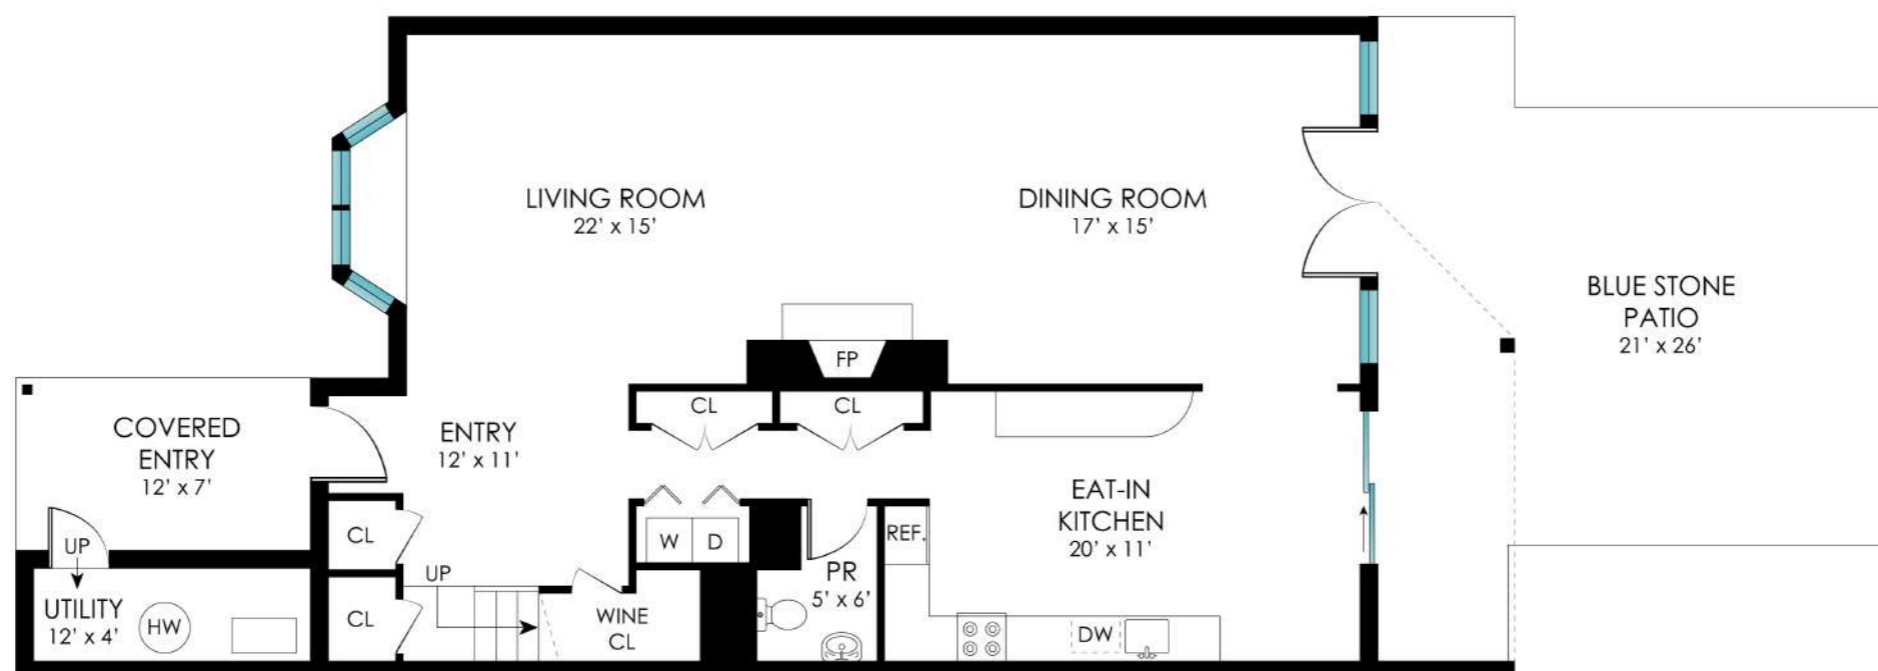 LIVING ROOM
22' x 15'
DINING ROOM
17' x 15'
BLUE STONE
PATIO
21' x 26'
FP
CL
CL
COVERED
ENTRY
12' x 7'
ENTRY
12' x 11'
EAT-IN
KITCHEN
20' x 11'
CL
W
D
REF.
UP
UP
PR
5' x 6'
UTILITY
12' x 4'
HW
CL
WINE
CL
DW